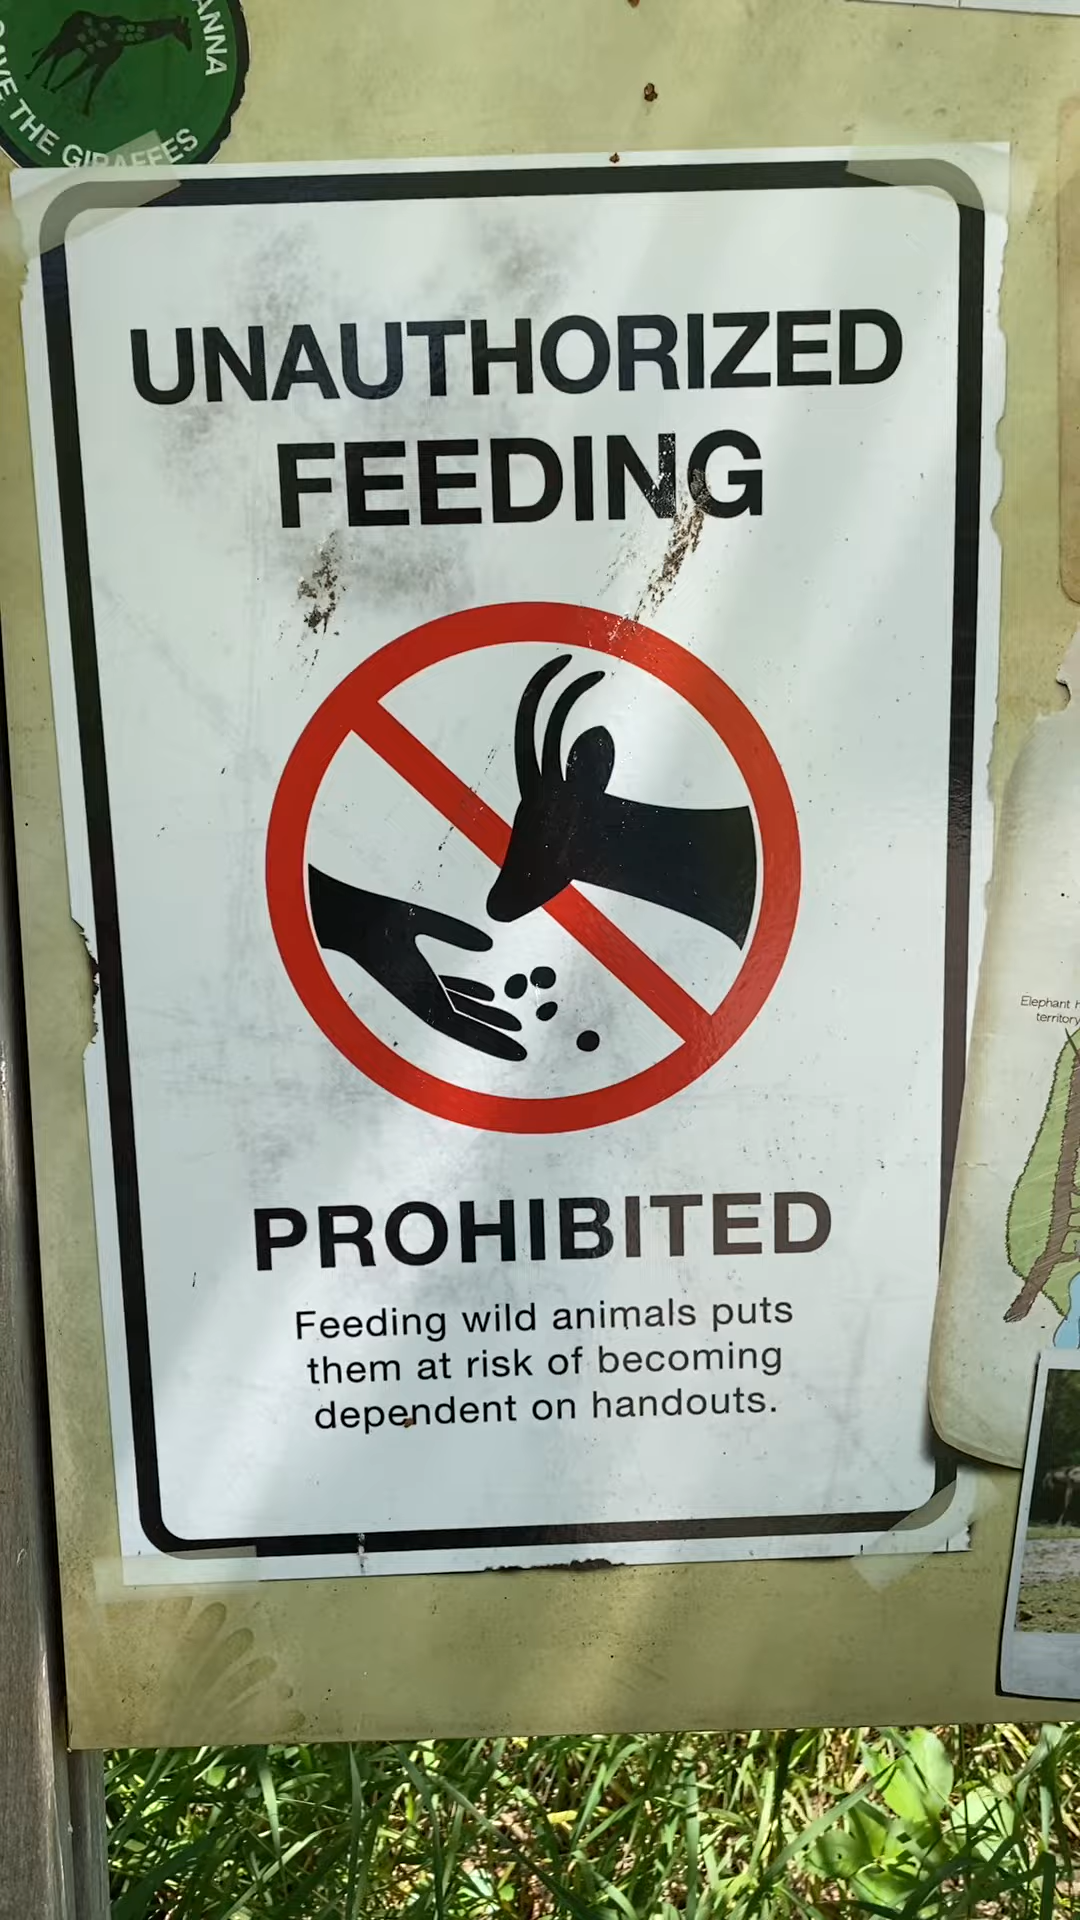 ANNA
SAVE THE GIRAFFES
UNAUTHORIZED
FEEDING
PROHIBITED
Feeding wild animals puts
them at risk of becoming
dependent on handouts.
Elephant
territory